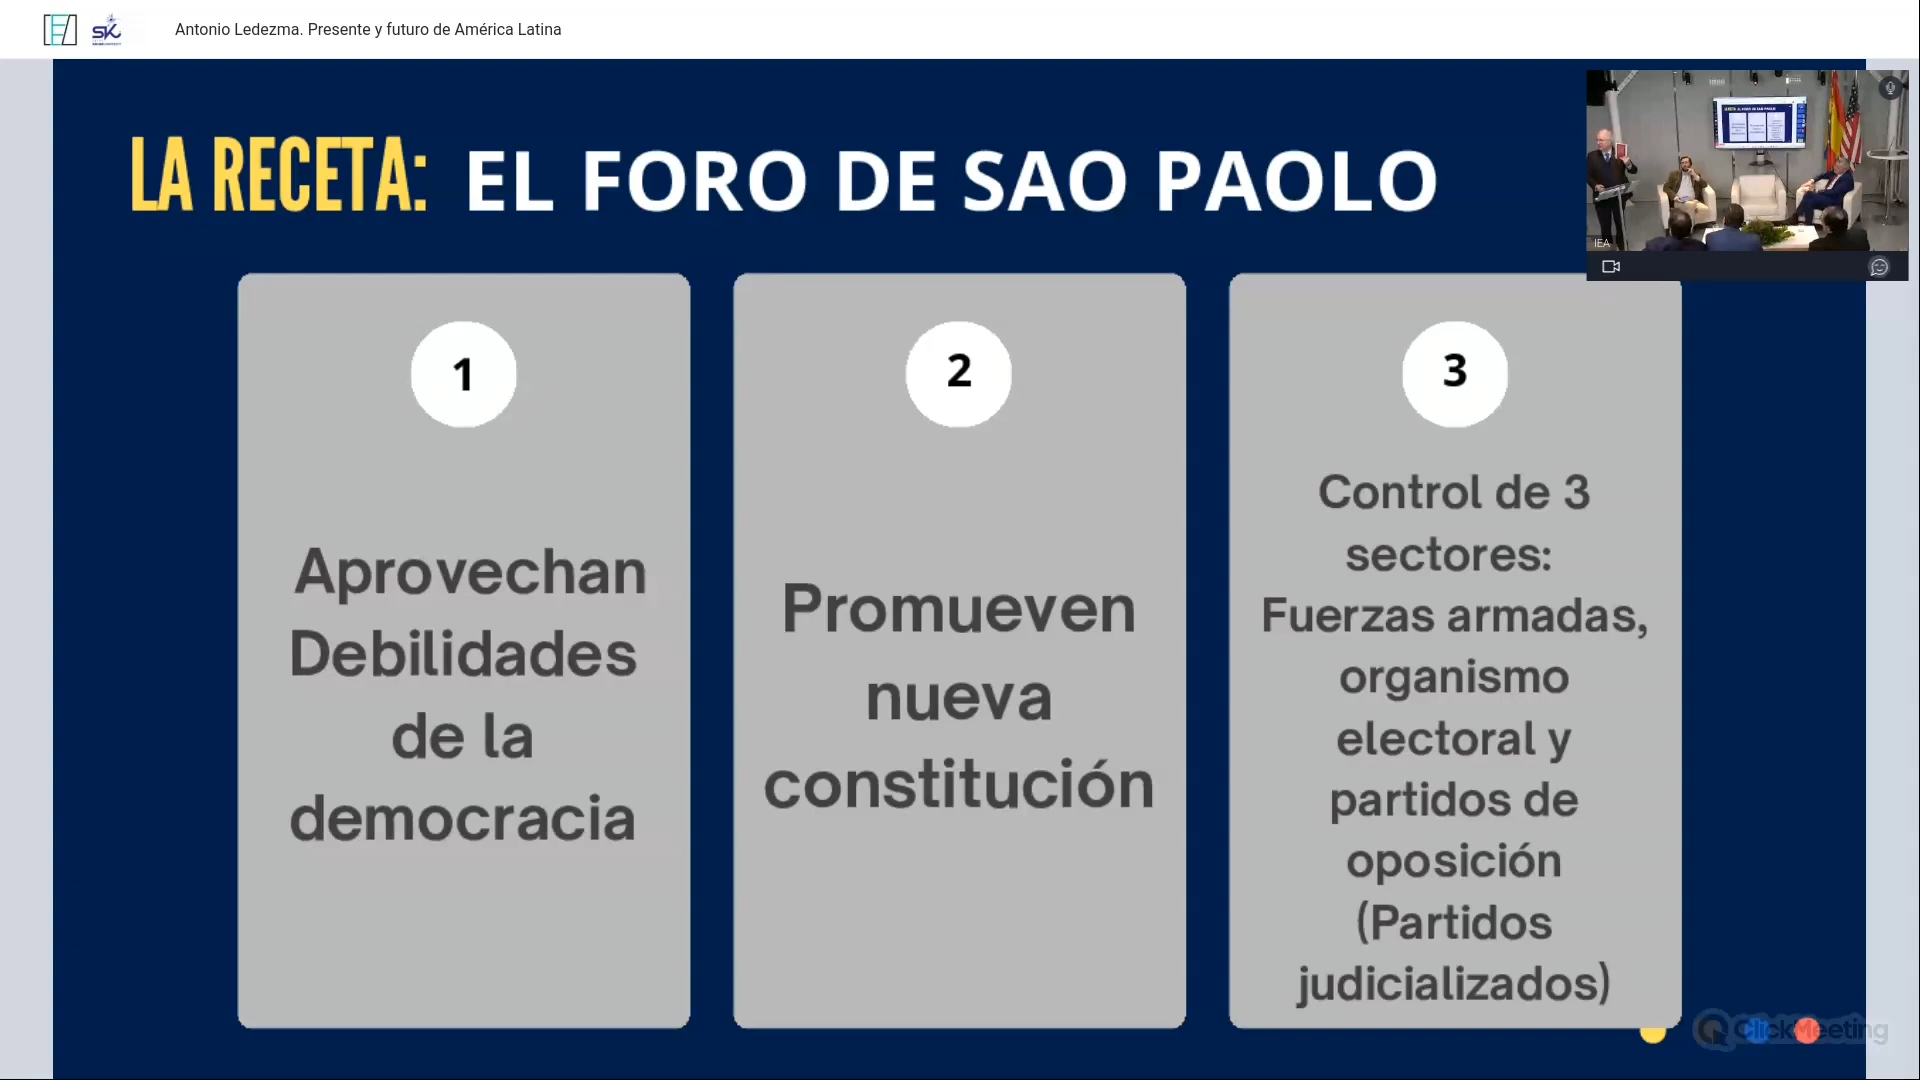 Antonio Ledezma. Presente y futuro de América Latina
LA RECETA: EL FORO DE SAO PAOLO
IEA
1
Aprovechan
Debilidades
de la
democracia
2
Promueven
nueva
constitución
3
Control de 3
sectores:
Fuerzas armadas,
organismo
electoral y
partidos de
oposición
(Partidos
judicializados)
ClickMeeting